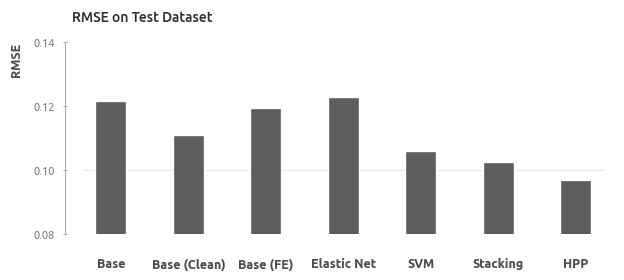 RMSE on Test Dataset
RMSE
0.14
0.12
0.10
0.08
Base Base (Clean) Base (FE) Elastic Net SVM Stacking HPP